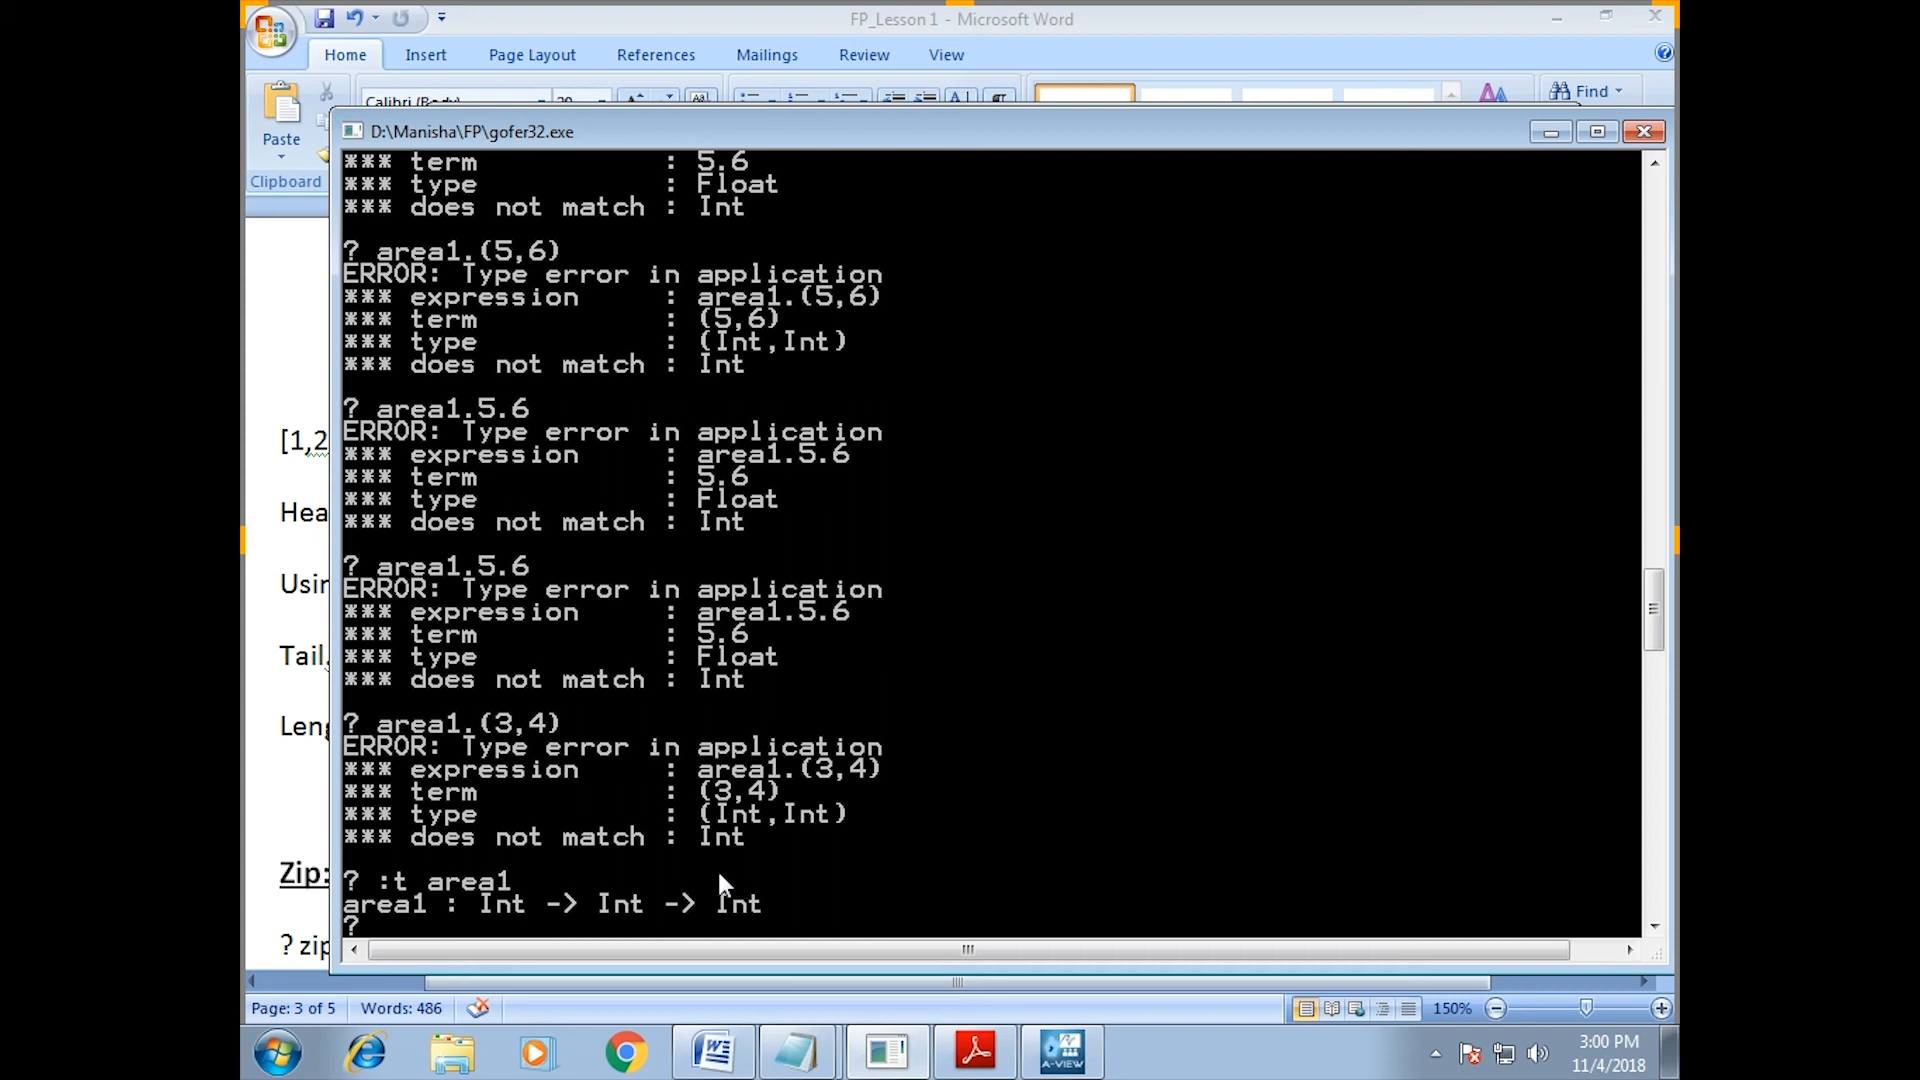 FP_Lesson 1 - Microsoft Word
Home Insert Page Layout References Mailings Review View
Paste
Find
Clipboard
D:\Manisha\FP\gofer32.exe
*** term : 5.6
*** type : Float
*** does not match : Int
? area1.(5,6)
ERROR: Type error in application
*** expression : area1.(5,6)
*** term : (5,6)
*** type : (Int,Int)
*** does not match : Int
? area1.5.6
ERROR: Type error in application
*** expression : area1.5.6
*** term : 5.6
*** type : Float
*** does not match : Int
? area1.5.6
ERROR: Type error in application
*** expression : area1.5.6
*** term : 5.6
*** type : Float
*** does not match : Int
? area1.(3,4)
ERROR: Type error in application
*** expression : area1.(3,4)
*** term : (3,4)
*** type : (Int,Int)
*** does not match : Int
? :t area1
area1 : Int -> Int -> Int
?
[1,2
Hea
Usin
Tail.
Leng
Zip:
? zip
Page: 3 of 5 Words: 486 150%
A-VIEW
3:00 PM
11/4/2018